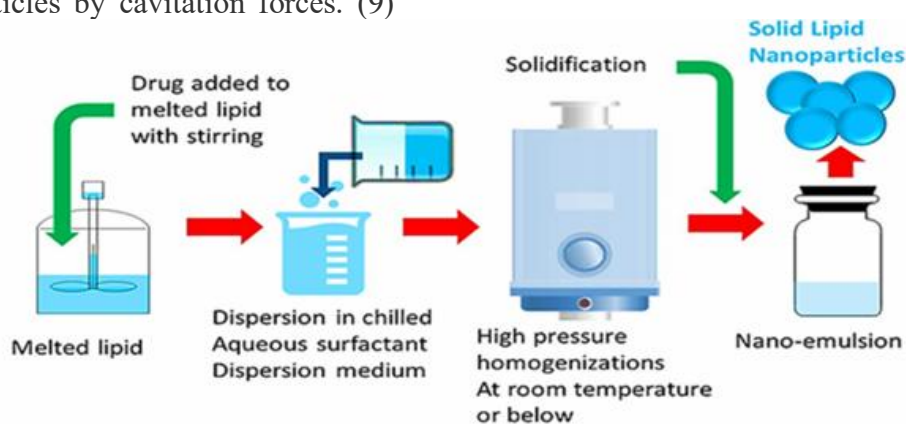 ticles by cavitation forces. (9)
Drug added to
melted lipid
with stirring
Melted lipid
Dispersion in chilled
Aqueous surfactant
Dispersion medium
Solidification
High pressure
homogenizations
At room temperature
or below
Solid Lipid
Nanoparticles
Nano-emulsion